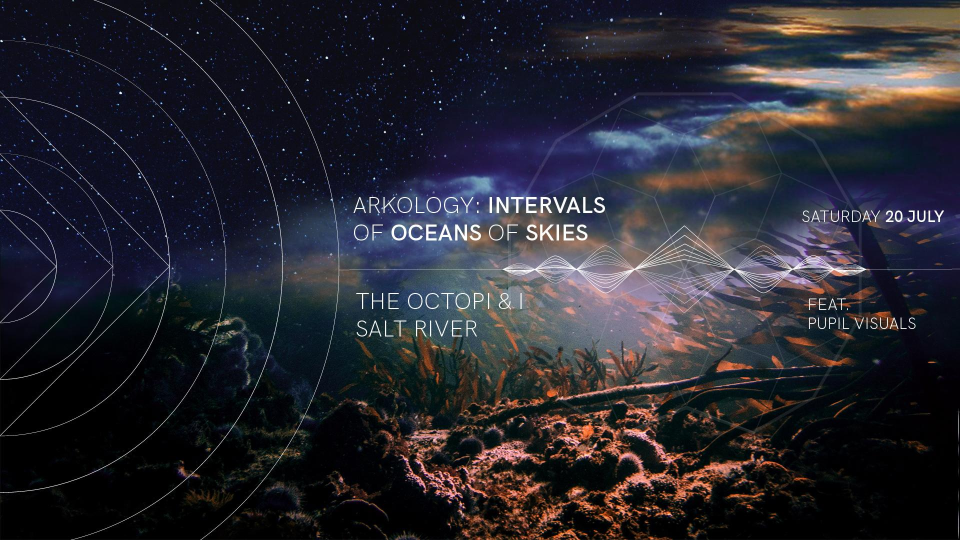 ARKOLOGY: INTERVALS
OF OCEANS OF SKIES
THE OCTOPI & I
SALT RIVER
SATURDAY 20 JULY
FEAT.
PUPIL VISUALS